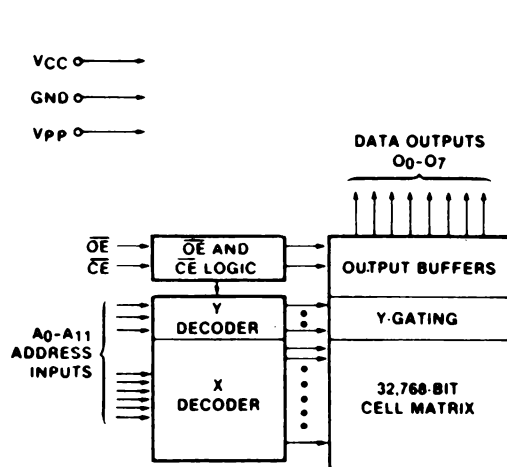 VCC
GND
VPP
DATA OUTPUTS
O0-O7
OE
CE
OE AND
CE LOGIC
OUTPUT BUFFERS
A0-A11
ADDRESS
INPUTS
Y
DECODER
Y-GATING
X
DECODER
32,768-BIT
CELL MATRIX